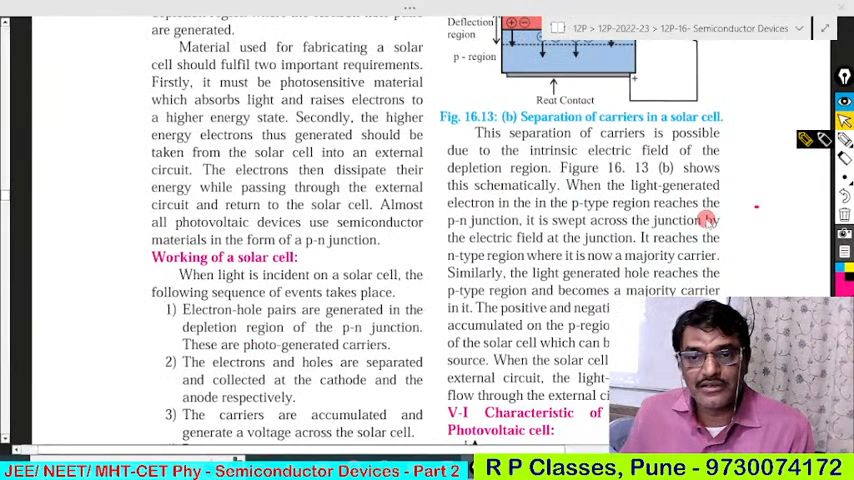 12P > 12P-2022-23 > 12P-16- Semiconductor Devices
are generated.
Material used for fabricating a solar
cell should fulfil two important requirements.
Firstly, it must be photosensitive material
which absorbs light and raises electrons to
a higher energy state. Secondly, the higher
energy electrons thus generated should be
taken from the solar cell into an external
circuit. The electrons then dissipate their
energy while passing through the external
circuit and return to the solar cell. Almost
all photovoltaic devices use semiconductor
materials in the form of a p-n junction.
Working of a solar cell:
When light is incident on a solar cell, the
following sequence of events takes place.
1) Electron-hole pairs are generated in the
depletion region of the p-n junction.
These are photo-generated carriers.
2) The electrons and holes are separated
and collected at the cathode and the
anode respectively.
3) The carriers are accumulated and
generate a voltage across the solar cell.
Deflection
region
p - region
+
Reat Contact
Fig. 16.13: (b) Separation of carriers in a solar cell.
This separation of carriers is possible
due to the intrinsic electric field of the
depletion region. Figure 16. 13 (b) shows
this schematically. When the light-generated
electron in the in the p-type region reaches the
p-n junction, it is swept across the junction by
the electric field at the junction. It reaches the
n-type region where it is now a majority carrier.
Similarly, the light generated hole reaches the
p-type region and becomes a majority carrier
in it. The positive and negati
accumulated on the p-regio
of the solar cell which can b
source. When the solar cell
external circuit, the light-
flow through the external ci
V-I Characteristic of
Photovoltaic cell:
JEE/ NEET/ MHT-CET Phy - Semiconductor Devices - Part 2
R P Classes, Pune - 9730074172